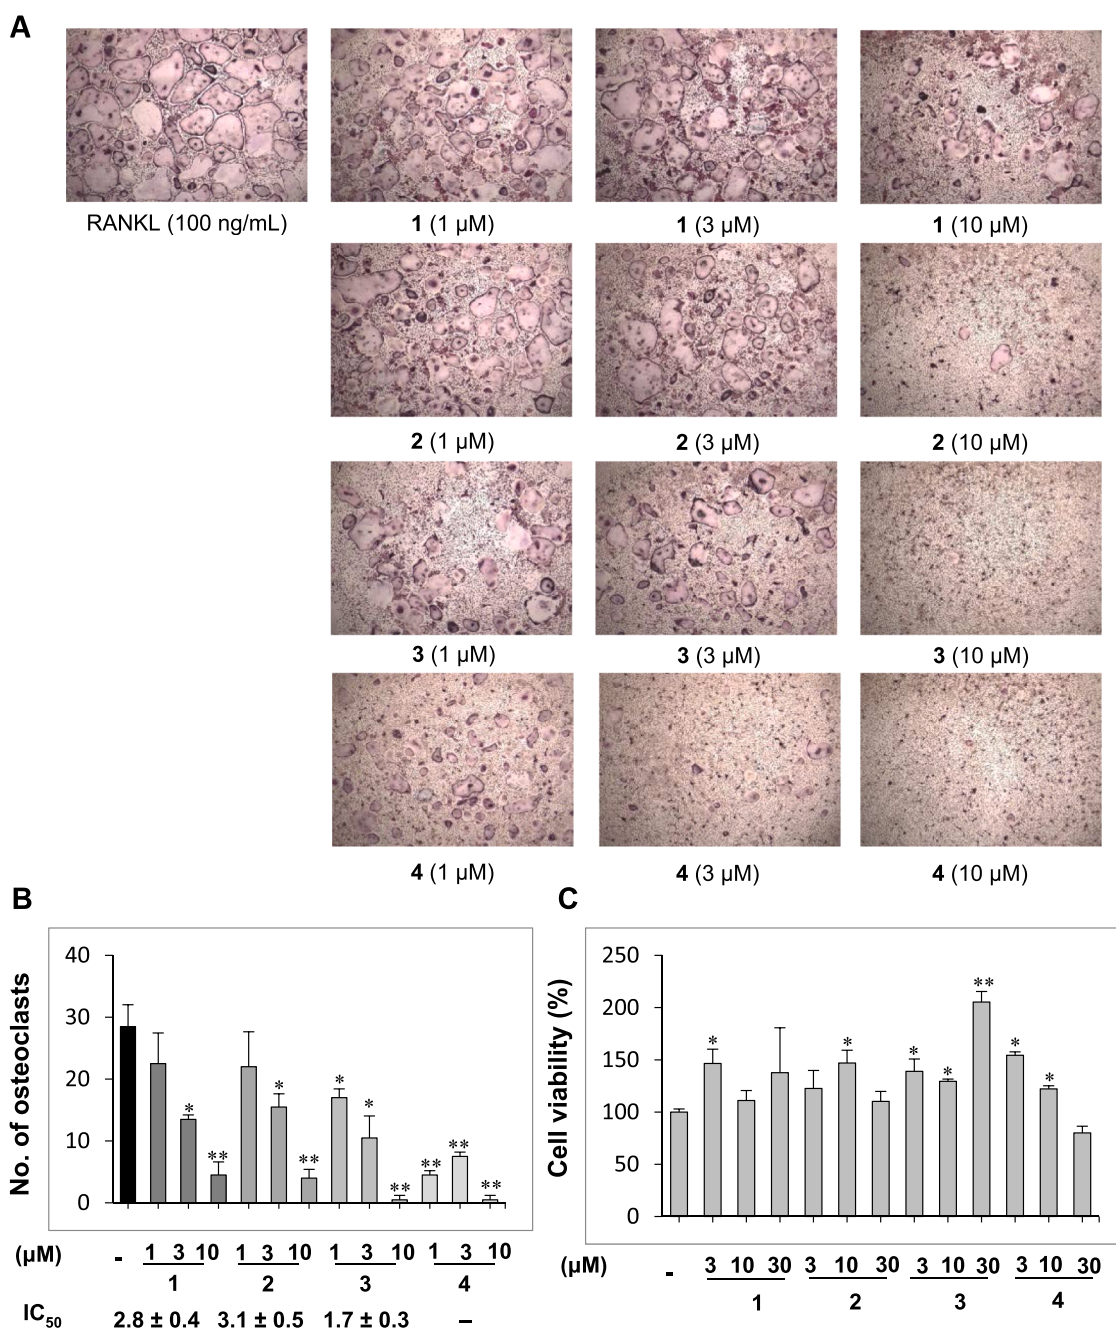 A
RANKL (100 ng/mL)
1 (1 µM)
1 (3 µM)
1 (10 µM)
2 (1 µM)
2 (3 µM)
2 (10 µM)
3 (1 µM)
3 (3 µM)
3 (10 µM)
4 (1 µM)
4 (3 µM)
4 (10 µM)
B
No. of osteoclasts
40
30
20
10
0
* ** * ** * * ** ** ** **
(µM) - 1 3 10 1 3 10 1 3 10 1 3 10
1 2 3 4
IC50 2.8 ± 0.4 3.1 ± 0.5 1.7 ± 0.3 –
C
Cell viability (%)
250
200
150
100
50
0
* * * * ** * *
(µM) - 3 10 30 3 10 30 3 10 30 3 10 30
1 2 3 4